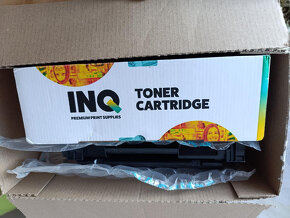 INQ
PREMIUM PRINT SUPPLIES
TONER
CARTRIDGE